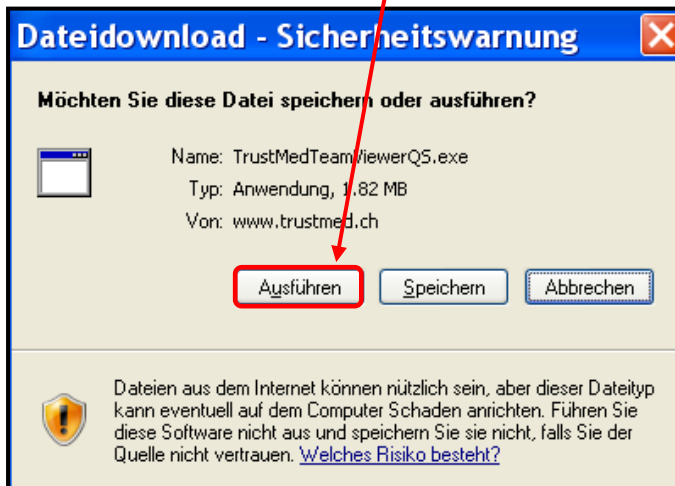 Dateidownload - Sicherheitswarnung
Möchten Sie diese Datei speichern oder ausführen?
Name: TrustMedTeamViewerQS.exe
Typ: Anwendung, 1.82 MB
Von: www.trustmed.ch
Ausführen Speichern Abbrechen
Dateien aus dem Internet können nützlich sein, aber dieser Dateityp
kann eventuell auf dem Computer Schaden anrichten. Führen Sie
diese Software nicht aus und speichern Sie sie nicht, falls Sie der
Quelle nicht vertrauen. Welches Risiko besteht?